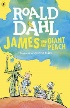 ROALD
DAHL
JAMES AND THE GIANT
PEACH